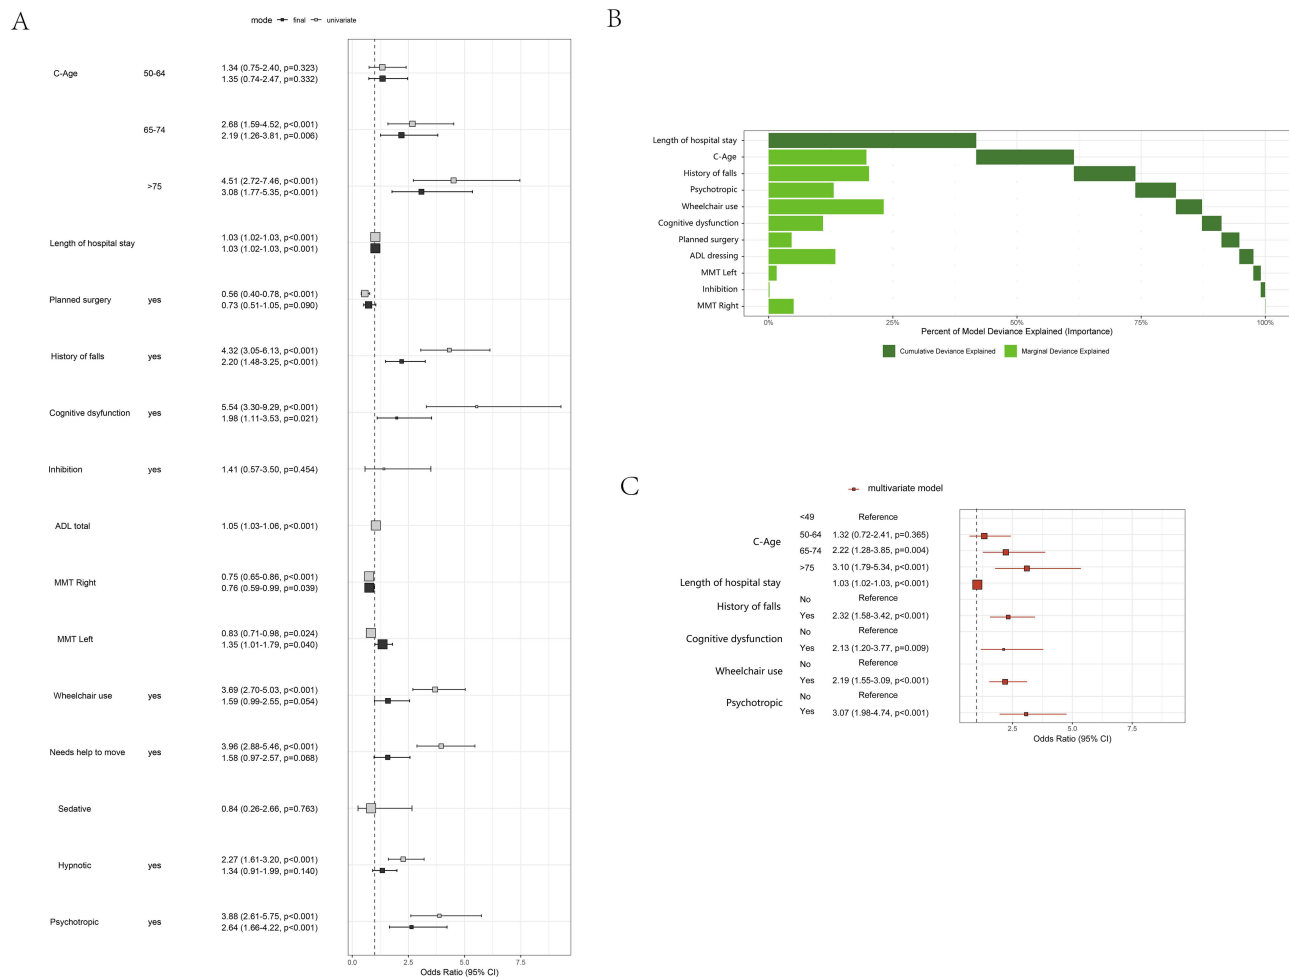 A
mode final univariate
C-Age 50-64 1.34 (0.75-2.40, p=0.323)
1.35 (0.74-2.47, p=0.332)
65-74 2.68 (1.59-4.52, p<0.001)
2.19 (1.26-3.81, p=0.006)
>75 4.51 (2.72-7.46, p<0.001)
3.08 (1.77-5.35, p<0.001)
Length of hospital stay 1.03 (1.02-1.03, p<0.001)
1.03 (1.02-1.03, p<0.001)
Planned surgery yes 0.56 (0.40-0.78, p<0.001)
0.73 (0.51-1.05, p=0.090)
History of falls yes 4.32 (3.05-6.13, p<0.001)
2.20 (1.48-3.25, p<0.001)
Cognitive dsyfunction yes 5.54 (3.30-9.29, p<0.001)
1.98 (1.11-3.53, p=0.021)
Inhibition yes 1.41 (0.57-3.50, p=0.454)
ADL total 1.05 (1.03-1.06, p<0.001)
MMT Right 0.75 (0.65-0.86, p<0.001)
0.76 (0.59-0.99, p=0.039)
MMT Left 0.83 (0.71-0.98, p=0.024)
1.35 (1.01-1.79, p=0.040)
Wheelchair use yes 3.69 (2.70-5.03, p<0.001)
1.59 (0.99-2.55, p=0.054)
Needs help to move yes 3.96 (2.88-5.46, p<0.001)
1.58 (0.97-2.57, p=0.068)
Sedative 0.84 (0.26-2.66, p=0.763)
Hypnotic yes 2.27 (1.61-3.20, p<0.001)
1.34 (0.91-1.99, p=0.140)
Psychotropic yes 3.88 (2.61-5.75, p<0.001)
2.64 (1.66-4.22, p<0.001)
0.0 2.5 5.0 7.5
Odds Ratio (95% CI)
B
Length of hospital stay
C-Age
History of falls
Psychotropic
Wheelchair use
Cognitive dysfunction
Planned surgery
ADL dressing
MMT Left
Inhibition
MMT Right
0% 25% 50% 75% 100%
Percent of Model Deviance Explained (Importance)
Cumulative Deviance Explained Marginal Deviance Explained
C
multivariate model
<49 Reference
C-Age 50-64 1.32 (0.72-2.41, p=0.365)
65-74 2.22 (1.28-3.85, p=0.004)
>75 3.10 (1.79-5.34, p<0.001)
Length of hospital stay 1.03 (1.02-1.03, p<0.001)
History of falls No Reference
Yes 2.32 (1.58-3.42, p<0.001)
Cognitive dysfunction No Reference
Yes 2.13 (1.20-3.77, p=0.009)
Wheelchair use No Reference
Yes 2.19 (1.55-3.09, p<0.001)
Psychotropic No Reference
Yes 3.07 (1.98-4.74, p<0.001)
2.5 5.0 7.5
Odds Ratio (95% CI)